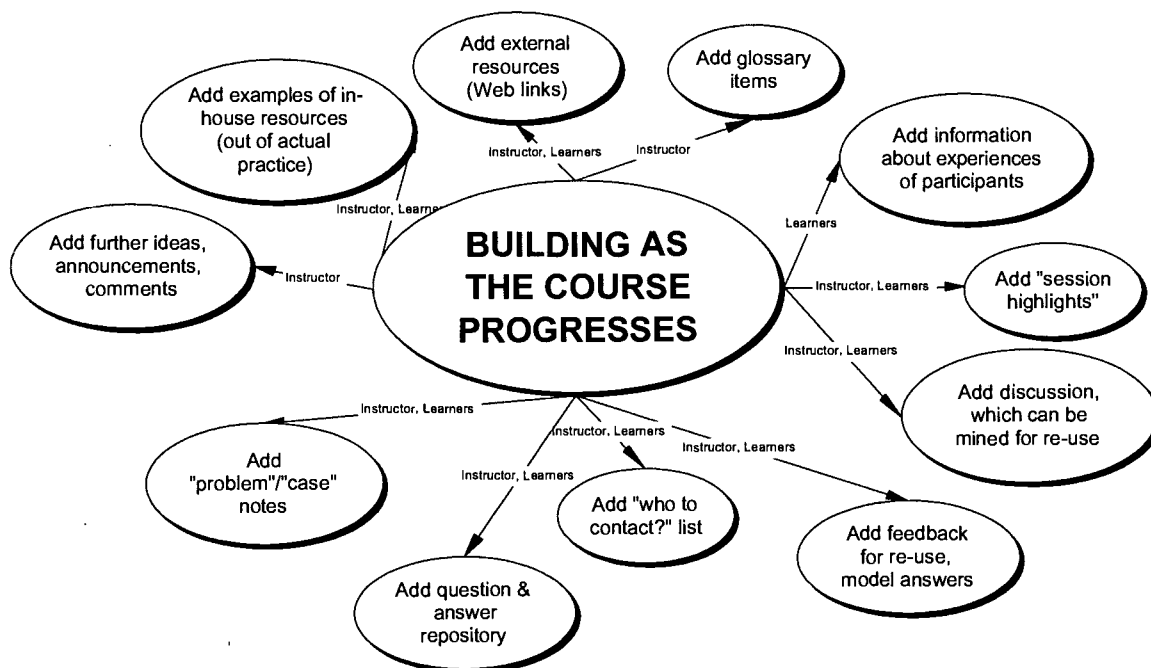 Add external
resources
(Web links)
Add glossary
items
Add examples of in-
house resources
(out of actual
practice)
Add information
about experiences
of participants
Instructor, Learners
Instructor
Instructor, Learners
Learners
Add further ideas,
announcements,
comments
Instructor
BUILDING AS
THE COURSE
PROGRESSES
Instructor, Learners
Add "session
highlights"
Instructor, Learners
Add discussion,
which can be
mined for re-use
Instructor, Learners
Instructor, Learners
Instructor, Learners
Instructor, Learners
Add
"problem"/"case"
notes
Add "who to
contact?" list
Add feedback
for re-use,
model answers
Add question &
answer
repository